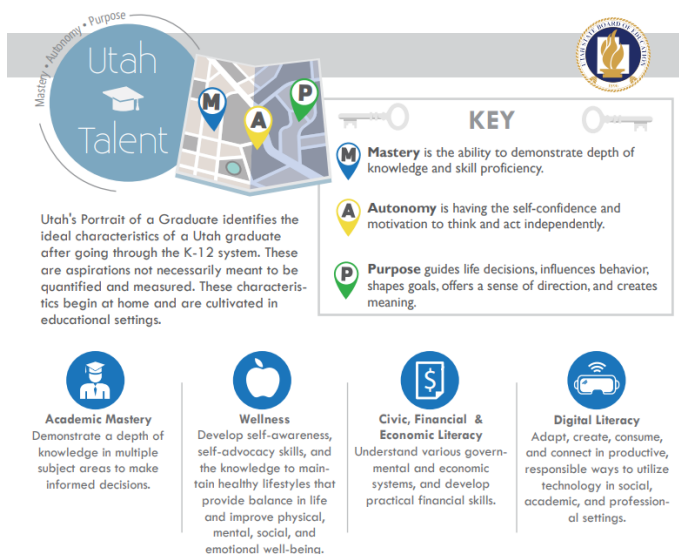 Mastery • Autonomy • Purpose
Utah
Talent
M
A
P
UTAH STATE BOARD OF EDUCATION
KEY
M
Mastery is the ability to demonstrate depth of
knowledge and skill proficiency.
A
Autonomy is having the self-confidence and
motivation to think and act independently.
P
Purpose guides life decisions, influences behavior,
shapes goals, offers a sense of direction, and creates
meaning.
Utah's Portrait of a Graduate identifies the
ideal characteristics of a Utah graduate
after going through the K-12 system. These
are aspirations not necessarily meant to be
quantified and measured. These characteris-
tics begin at home and are cultivated in
educational settings.
Academic Mastery
Demonstrate a depth of
knowledge in multiple
subject areas to make
informed decisions.
Wellness
Develop self-awareness,
self-advocacy skills, and
the knowledge to main-
tain healthy lifestyles that
provide balance in life
and improve physical,
mental, social, and
emotional well-being.
$
Civic, Financial &
Economic Literacy
Understand various govern-
mental and economic
systems, and develop
practical financial skills.
Digital Literacy
Adapt, create, consume,
and connect in productive,
responsible ways to utilize
technology in social,
academic, and profession-
al settings.